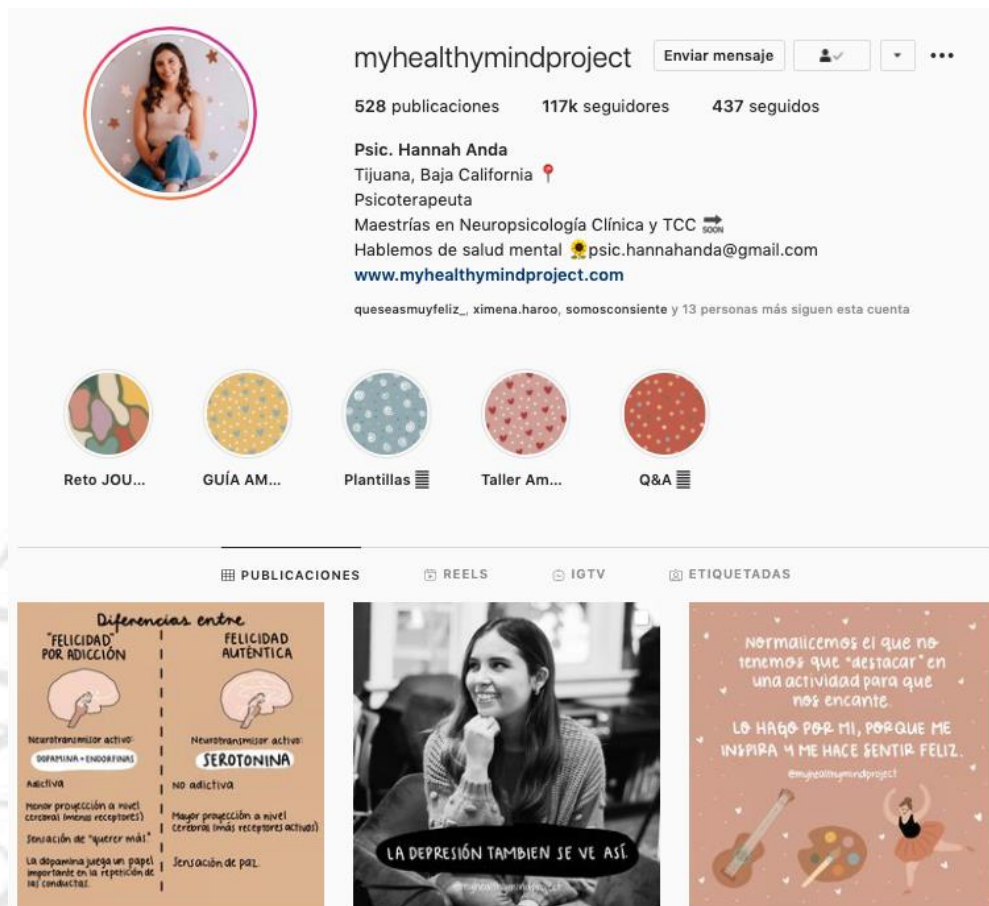 myhealthymindproject Enviar mensaje
528 publicaciones 117k seguidores 437 seguidos
Psic. Hannah Anda
Tijuana, Baja California 📍
Psicoterapeuta
Maestrías en Neuropsicología Clínica y TCC 🔜
Hablemos de salud mental 🌻psic.hannahanda@gmail.com
www.myhealthymindproject.com
queseasmuyfeliz_, ximena.haroo, somosconsiente y 13 personas más siguen esta cuenta
Reto JOU... GUÍA AM... Plantillas Taller Am... Q&A
PUBLICACIONES REELS IGTV ETIQUETADAS
Diferencias entre
"FELICIDAD"
POR ADICCIÓN
Neurotransmisor activo:
DOPAMINA + ENDORFINAS
Adictiva
Menor proyección a nivel
cerebral (menos receptores)
Sensación de "querer más."
La dopamina juega un papel
importante en la repetición de
las conductas.
FELICIDAD
AUTÉNTICA
Neurotransmisor activo:
SEROTONINA
NO adictiva
Mayor proyección a nivel
cerebral (más receptores activos)
Sensación de paz.
LA DEPRESIÓN TAMBIEN SE VE ASÍ.
@myhealthymindproject
Normalicemos el que no
tenemos que "destacar" en
una actividad para que
nos encante.
LO HAGO POR MI, PORQUE ME
INSPIRA Y ME HACE SENTIR FELIZ.
@myhealthymindproject